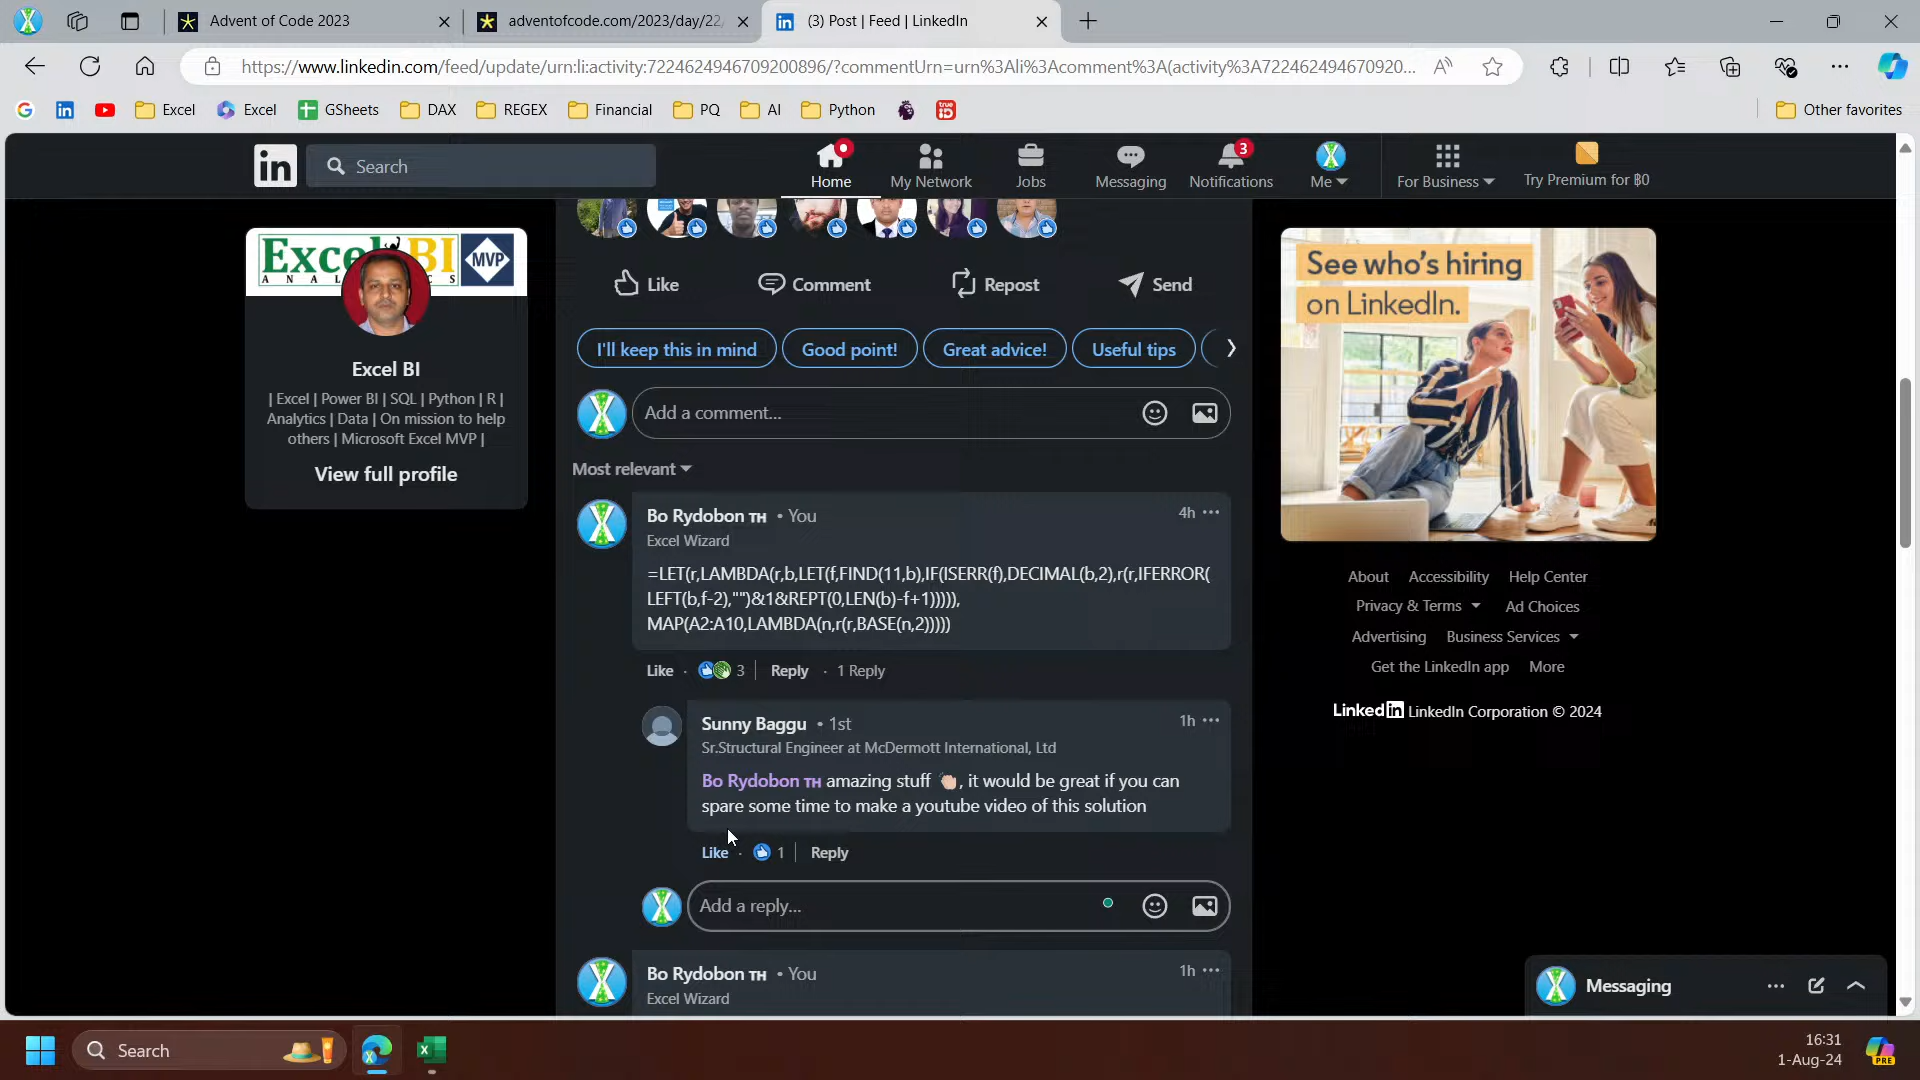 Advent of Code 2023
adventofcode.com/2023/day/22
(3) Post | Feed | LinkedIn
https://www.linkedin.com/feed/update/urn:li:activity:7224624946709200896/?commentUrn=urn%3Ali%3Acomment%3A(activity%3A722462494670920...
Excel
Excel
GSheets
DAX
REGEX
Financial
PQ
AI
Python
Other favorites
in
Search
Home
My Network
Jobs
Messaging
3
Notifications
Me
For Business
Try Premium for ฿0
Excel BI
ANALYTICS
MVP
Excel BI
| Excel | Power BI | SQL | Python | R |
Analytics | Data | On mission to help
others | Microsoft Excel MVP |
View full profile
Like
Comment
Repost
Send
I'll keep this in mind
Good point!
Great advice!
Useful tips
Add a comment...
Most relevant
Bo Rydobon TH • You
4h
Excel Wizard
=LET(r,LAMBDA(r,b,LET(f,FIND(11,b),IF(ISERR(f),DECIMAL(b,2),r(r,IFERROR(
LEFT(b,f-2),"")&1&REPT(0,LEN(b)-f+1))))),
MAP(A2:A10,LAMBDA(n,r(r,BASE(n,2)))))
Like · 3 | Reply · 1 Reply
Sunny Baggu • 1st
1h
Sr.Structural Engineer at McDermott International, Ltd
Bo Rydobon TH amazing stuff 👏🏻, it would be great if you can
spare some time to make a youtube video of this solution
Like · 1 | Reply
Add a reply...
Bo Rydobon TH • You
1h
Excel Wizard
See who's hiring
on LinkedIn.
About
Accessibility
Help Center
Privacy & Terms
Ad Choices
Advertising
Business Services
Get the LinkedIn app
More
LinkedIn LinkedIn Corporation © 2024
Messaging
Search
16:31
1-Aug-24
PRE